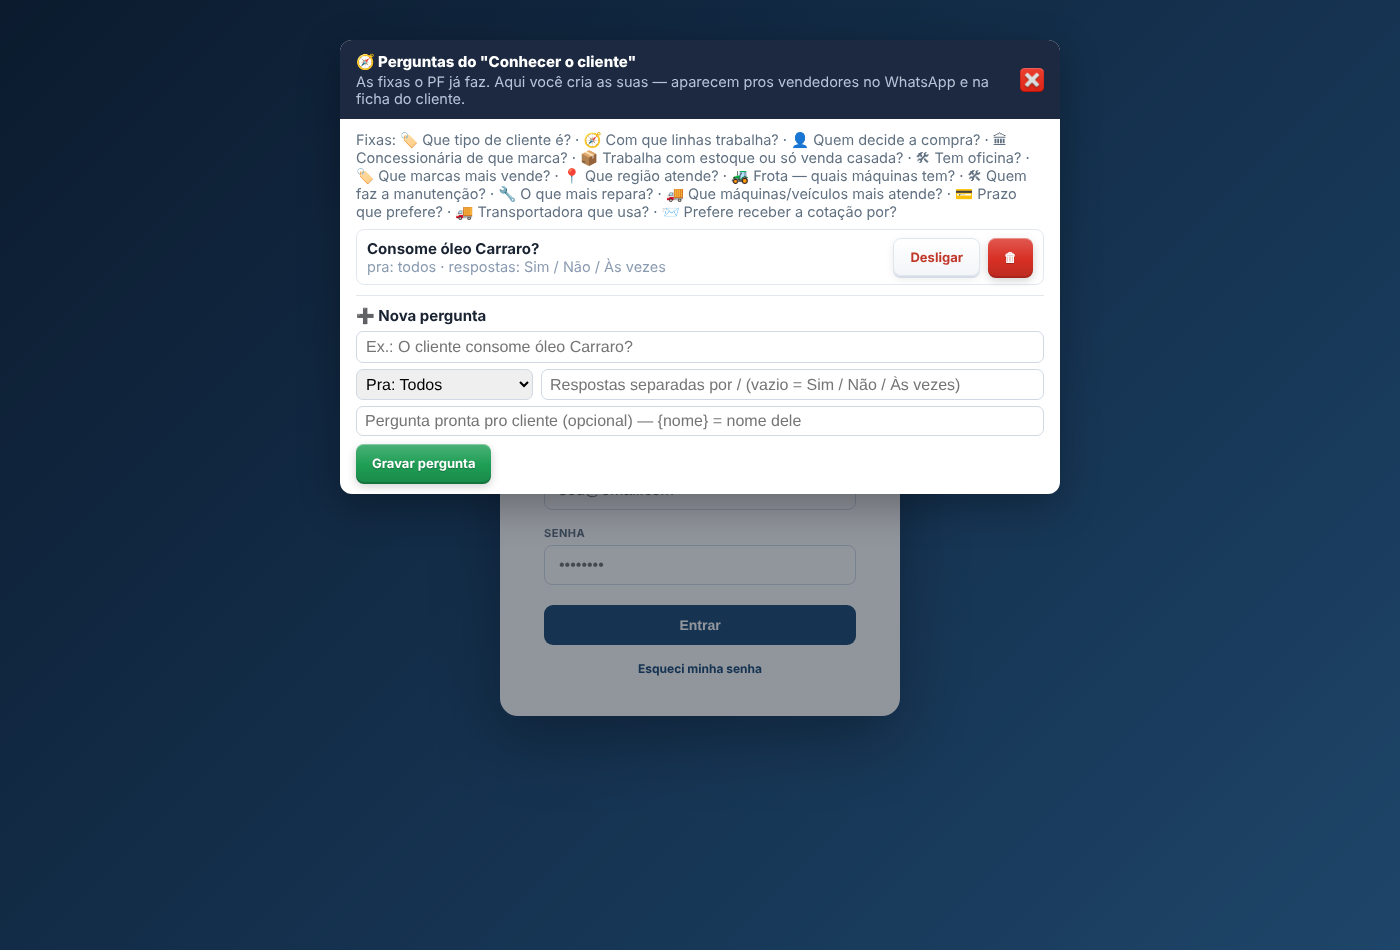 🧭 Perguntas do "Conhecer o cliente"
As fixas o PF já faz. Aqui você cria as suas — aparecem pros vendedores no WhatsApp e na
ficha do cliente.
Fixas: 🏷️ Que tipo de cliente é? · 🧭 Com que linhas trabalha? · 👤 Quem decide a compra? · 🏛
Concessionária de que marca? · 📦 Trabalha com estoque ou só venda casada? · 🛠 Tem oficina? ·
🏷️ Que marcas mais vende? · 📍 Que região atende? · 🚜 Frota — quais máquinas tem? · 🛠 Quem
faz a manutenção? · 🔧 O que mais repara? · 🚚 Que máquinas/veículos mais atende? · 💳 Prazo
que prefere? · 🚚 Transportadora que usa? · 📨 Prefere receber a cotação por?
Consome óleo Carraro?
pra: todos · respostas: Sim / Não / Às vezes
Desligar
➕ Nova pergunta
Ex.: O cliente consome óleo Carraro?
Pra: Todos
Respostas separadas por / (vazio = Sim / Não / Às vezes)
Pergunta pronta pro cliente (opcional) — {nome} = nome dele
Gravar pergunta
SENHA
••••••••
Entrar
Esqueci minha senha